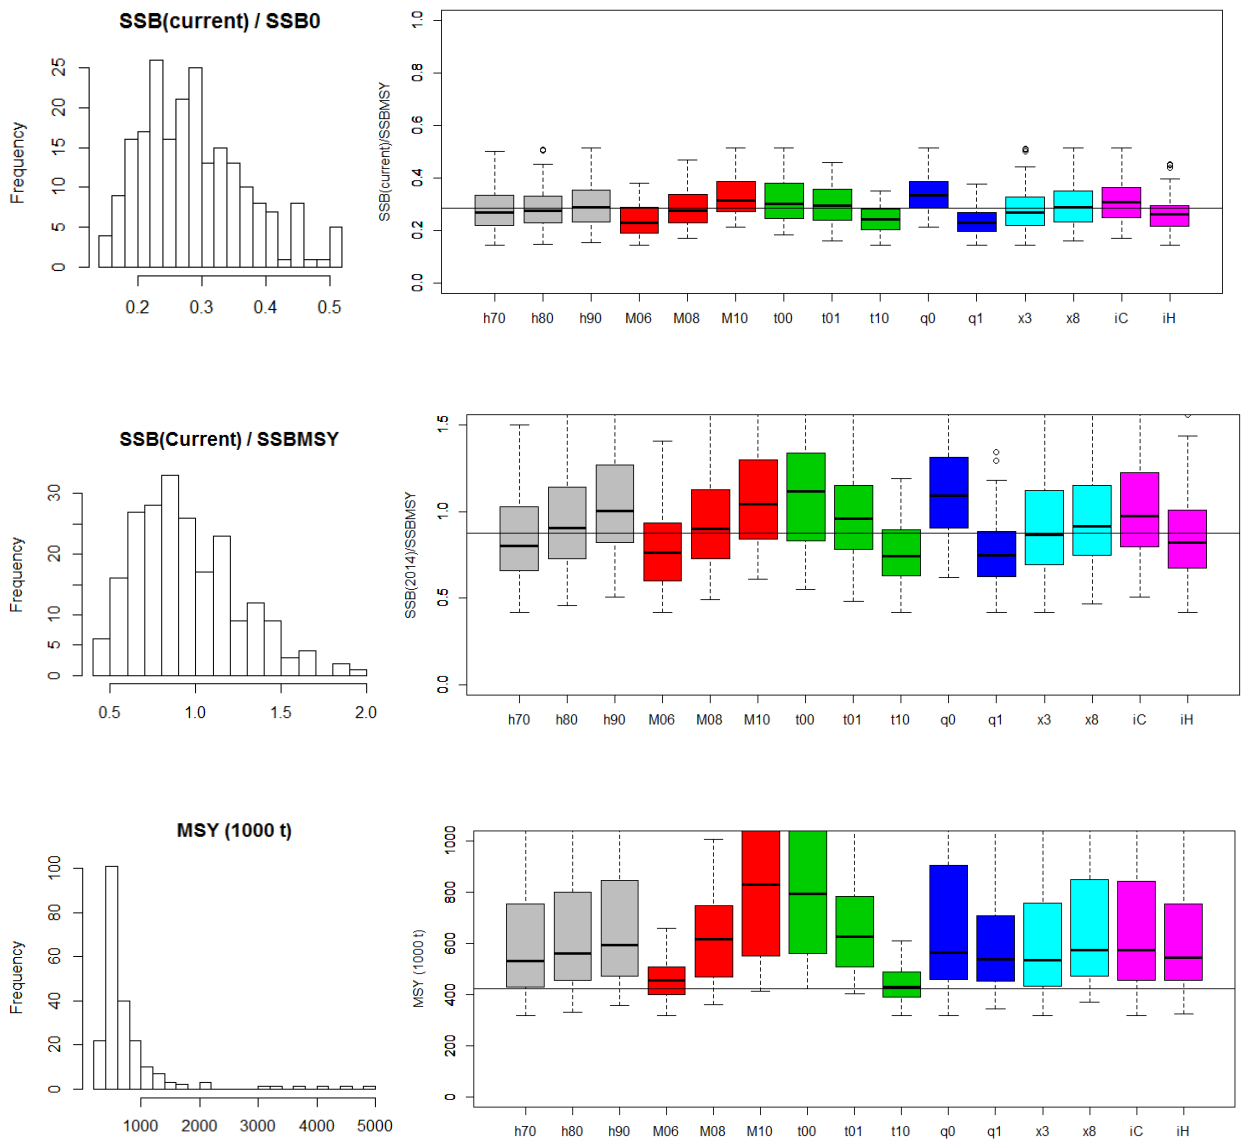 SSB(current) / SSB0
Frequency
0 5 10 15 20 25
0.2 0.3 0.4 0.5
SSB(current)/SSBMSY
0.0 0.2 0.4 0.6 0.8 1.0
h70 h80 h90 M06 M08 M10 t00 t01 t10 q0 q1 x3 x8 iC iH
SSB(Current) / SSBMSY
Frequency
0 5 10 20 30
0.5 1.0 1.5 2.0
SSB(2014)/SSBMSY
0.0 0.5 1.0 1.5
h70 h80 h90 M06 M08 M10 t00 t01 t10 q0 q1 x3 x8 iC iH
MSY (1000 t)
Frequency
0 20 40 60 80 100
1000 2000 3000 4000 5000
MSY (1000 t)
0 200 400 600 800 1000
h70 h80 h90 M06 M08 M10 t00 t01 t10 q0 q1 x3 x8 iC iH